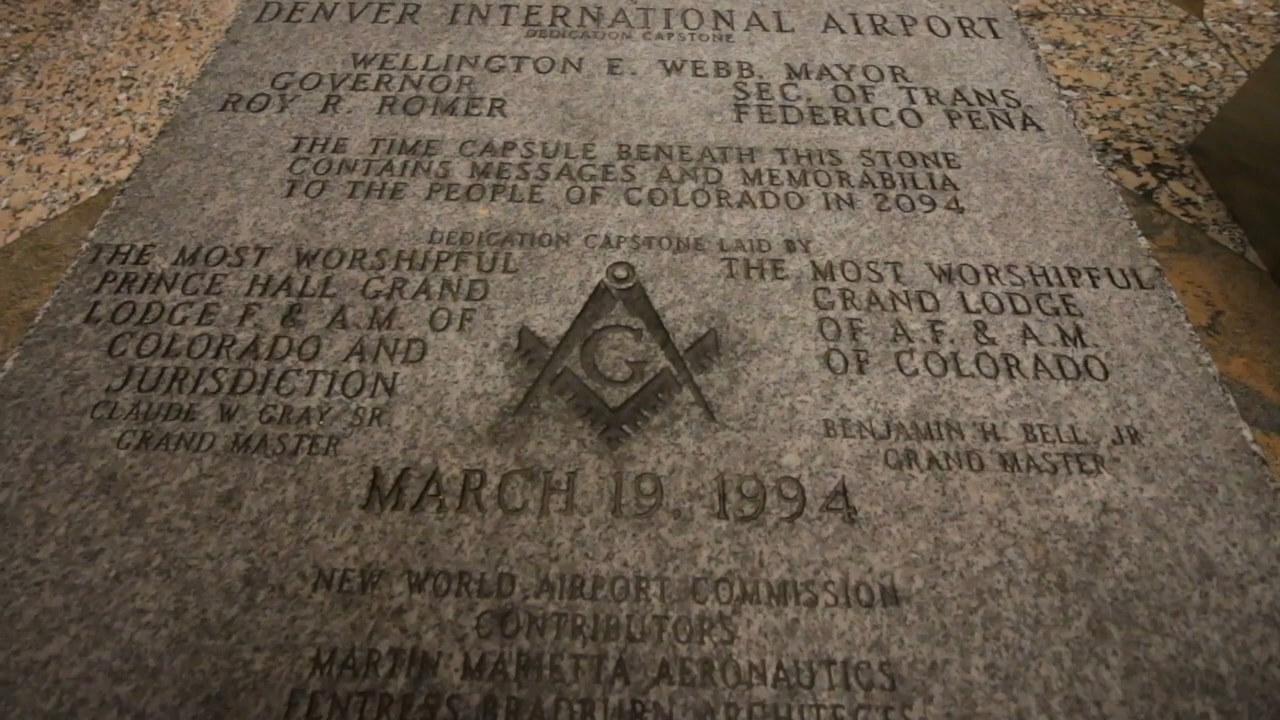 DENVER INTERNATIONAL AIRPORT
DEDICATION CAPSTONE
WELLINGTON E. WEBB, MAYOR
GOVERNOR
ROY R. ROMER
SEC. OF TRANS.
FEDERICO PENA
THE TIME CAPSULE BENEATH THIS STONE
CONTAINS MESSAGES AND MEMORABILIA
TO THE PEOPLE OF COLORADO IN 2094
DEDICATION CAPSTONE LAID BY
THE MOST WORSHIPFUL
PRINCE HALL GRAND
LODGE F. & A.M. OF
COLORADO AND
JURISDICTION
CLAUDE W. GRAY SR.
GRAND MASTER
G
THE MOST WORSHIPFUL
GRAND LODGE
OF A.F. & A.M.
OF COLORADO
BENJAMIN H. BELL, JR.
GRAND MASTER
MARCH 19, 1994
NEW WORLD AIRPORT COMMISSION
CONTRIBUTORS
MARTIN MARIETTA AERONAUTICS
FENTRESS BRADBURN ARCHITECTS